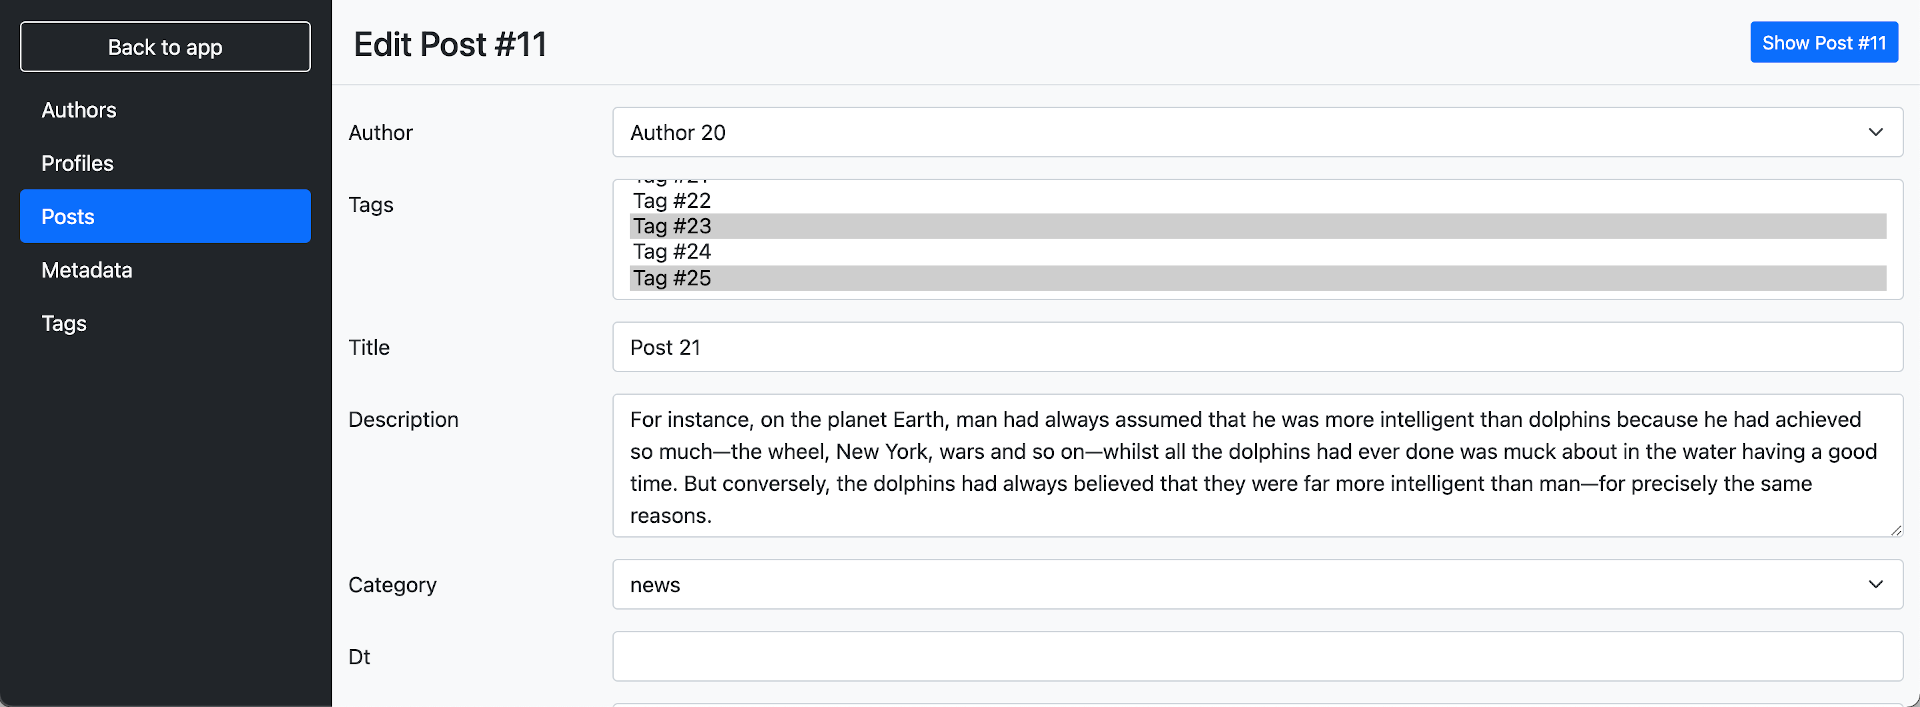 Back to app
Authors
Profiles
Posts
Metadata
Tags
Edit Post #11
Show Post #11
Author
Author 20
Tags
Tag #22
Tag #23
Tag #24
Tag #25
Title
Post 21
Description
For instance, on the planet Earth, man had always assumed that he was more intelligent than dolphins because he had achieved
so much—the wheel, New York, wars and so on—whilst all the dolphins had ever done was muck about in the water having a good
time. But conversely, the dolphins had always believed that they were far more intelligent than man—for precisely the same
reasons.
Category
news
Dt